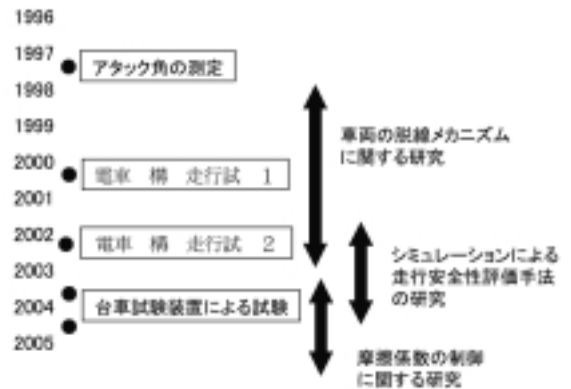 1996
1997
アタック角の測定
1998
1999
車両の脱線メカニズム
に関する研究
2000
電車 構 走行試 1
2001
2002
電車 構 走行試 2
シミュレーションによる
走行安全性評価手法
の研究
2003
2004
台車試験装置による試験
2005
摩擦係数の制御
に関する研究